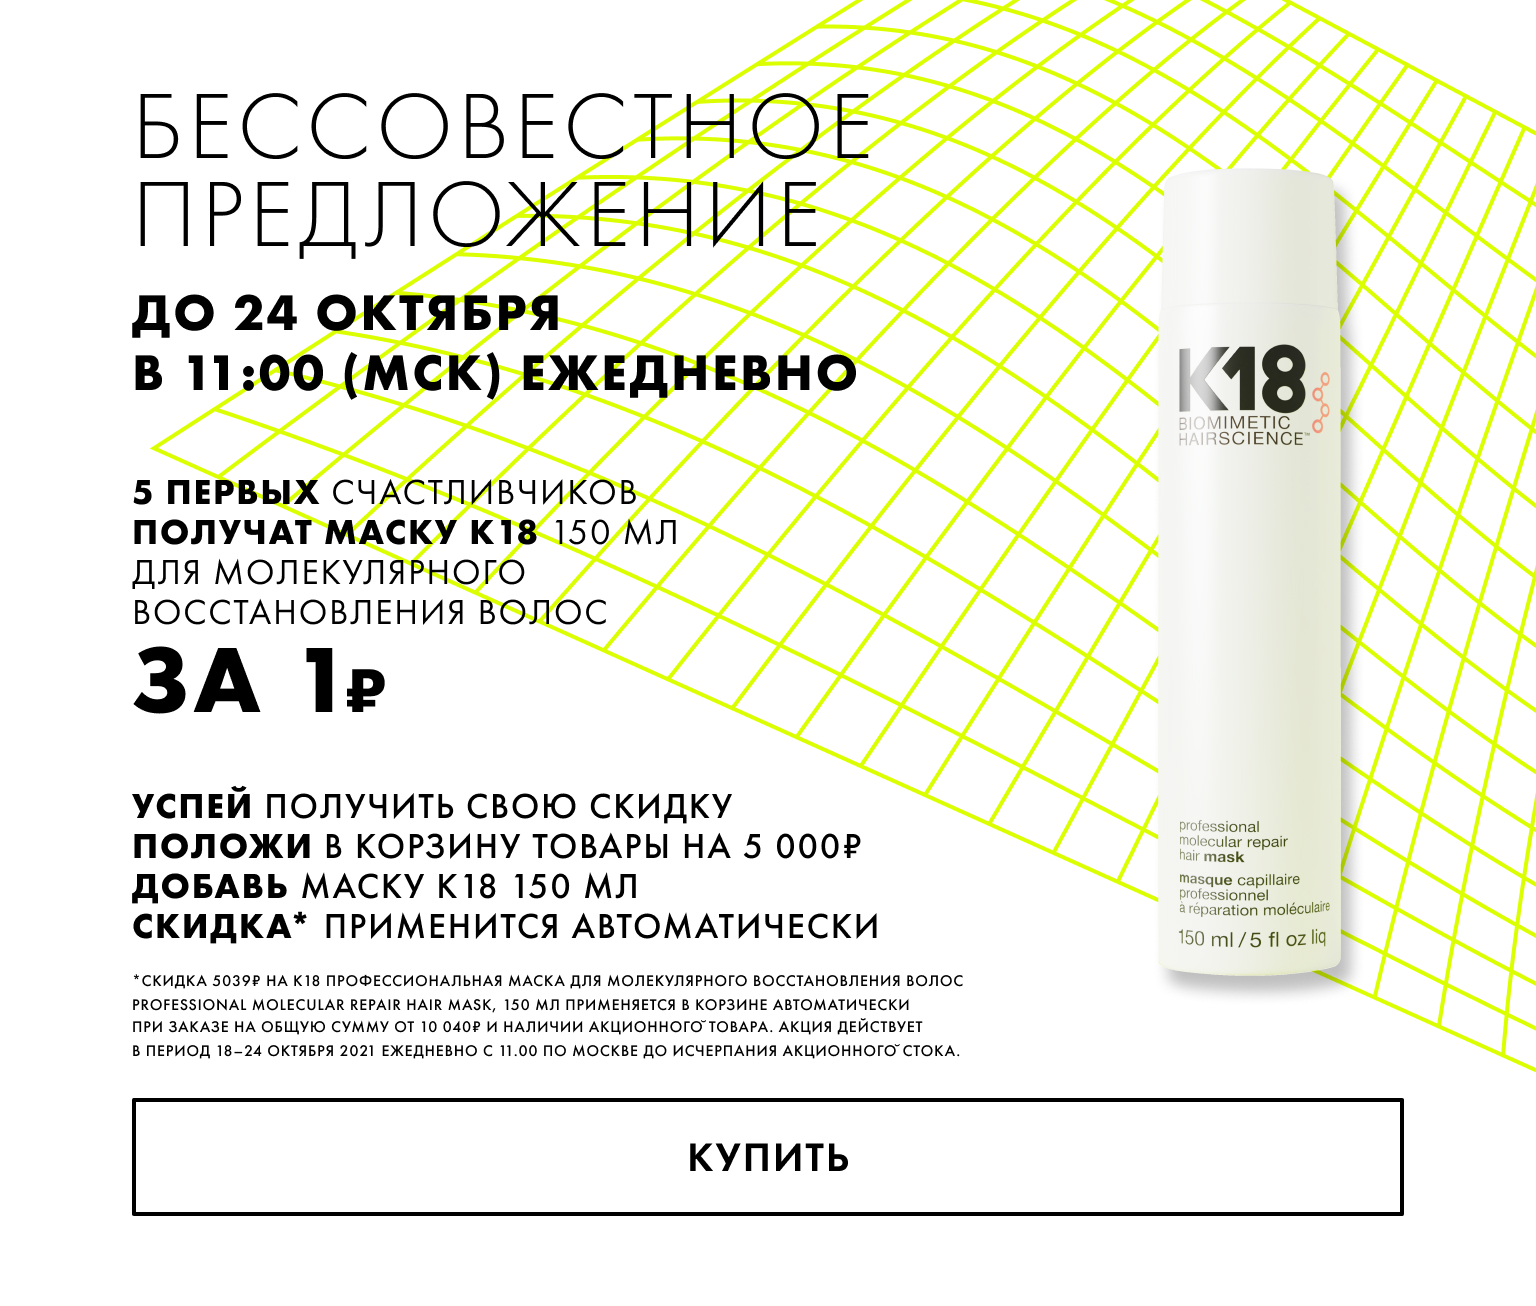 БЕССОВЕСТНОЕ
ПРЕДЛОЖЕНИЕ
ДО 24 ОКТЯБРЯ
В 11:00 (МСК) ЕЖЕДНЕВНО
5 ПЕРВЫХ СЧАСТЛИВЧИКОВ
ПОЛУЧАТ МАСКУ K18 150 МЛ
ДЛЯ МОЛЕКУЛЯРНОГО
ВОССТАНОВЛЕНИЯ ВОЛОС
ЗА 1₽
УСПЕЙ ПОЛУЧИТЬ СВОЮ СКИДКУ
ПОЛОЖИ В КОРЗИНУ ТОВАРЫ НА 5 000₽
ДОБАВЬ МАСКУ K18 150 МЛ
СКИДКА* ПРИМЕНИТСЯ АВТОМАТИЧЕСКИ
*СКИДКА 5039₽ НА K18 ПРОФЕССИОНАЛЬНАЯ МАСКА ДЛЯ МОЛЕКУЛЯРНОГО ВОССТАНОВЛЕНИЯ ВОЛОС
PROFESSIONAL MOLECULAR REPAIR HAIR MASK, 150 МЛ ПРИМЕНЯЕТСЯ В КОРЗИНЕ АВТОМАТИЧЕСКИ
ПРИ ЗАКАЗЕ НА ОБЩУЮ СУММУ ОТ 10 040₽ И НАЛИЧИИ АКЦИОННОГО̆ ТОВАРА. АКЦИЯ ДЕЙСТВУЕТ
В ПЕРИОД 18–24 ОКТЯБРЯ 2021 ЕЖЕДНЕВНО С 11.00 ПО МОСКВЕ ДО ИСЧЕРПАНИЯ АКЦИОННОГО̆ СТОКА.
K18
BIOMIMETIC
HAIRSCIENCE™
professional
molecular repair
hair mask
masque capillaire
professionnel
à réparation moléculaire
150 ml / 5 fl oz liq
КУПИТЬ